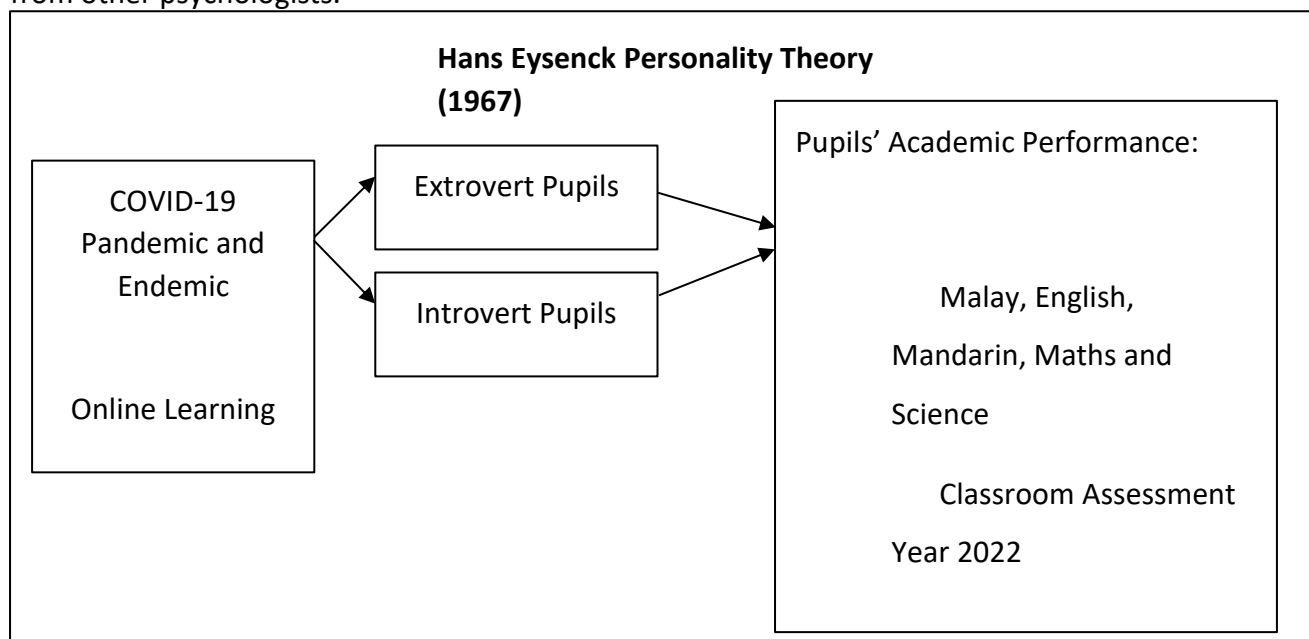 from other psychologists.
Hans Eysenck Personality Theory
(1967)
COVID-19
Pandemic and
Endemic
Online Learning
Extrovert Pupils
Introvert Pupils
Pupils’ Academic Performance:
Malay, English,
Mandarin, Maths and
Science
Classroom Assessment
Year 2022